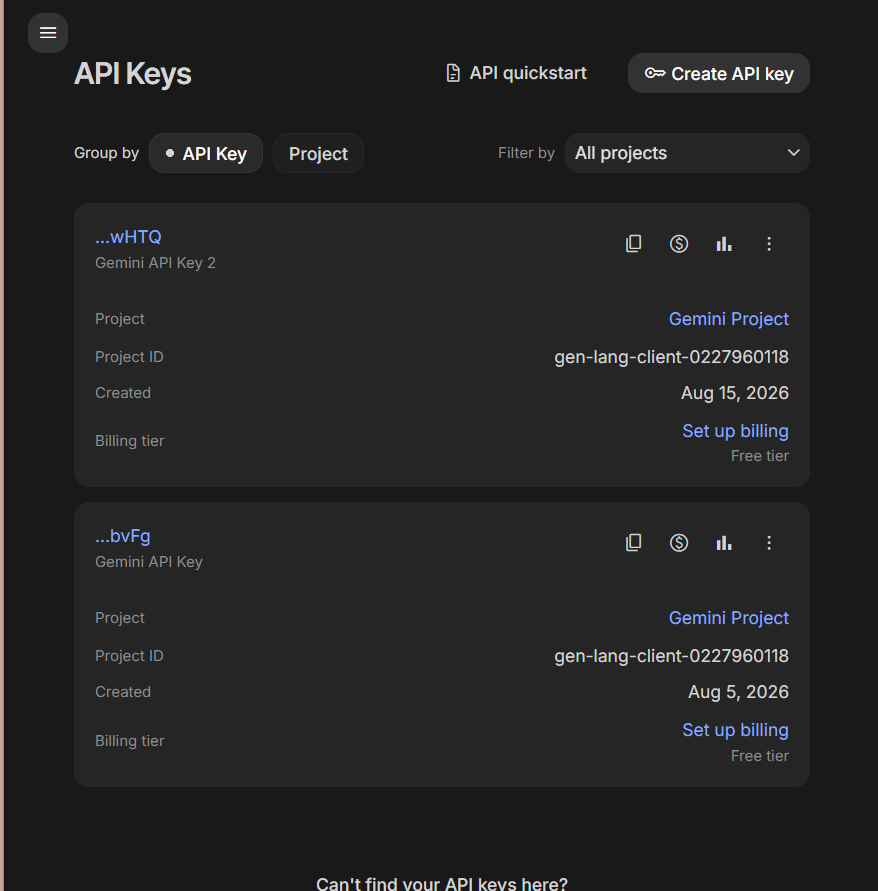 API Keys
API quickstart
Create API key
Group by
API Key
Project
Filter by
All projects
...wHTQ
Gemini API Key 2
Project
Gemini Project
Project ID
gen-lang-client-0227960118
Created
Aug 15, 2026
Billing tier
Set up billing
Free tier
...bvFg
Gemini API Key
Project
Gemini Project
Project ID
gen-lang-client-0227960118
Created
Aug 5, 2026
Billing tier
Set up billing
Free tier
Can't find your API keys here?